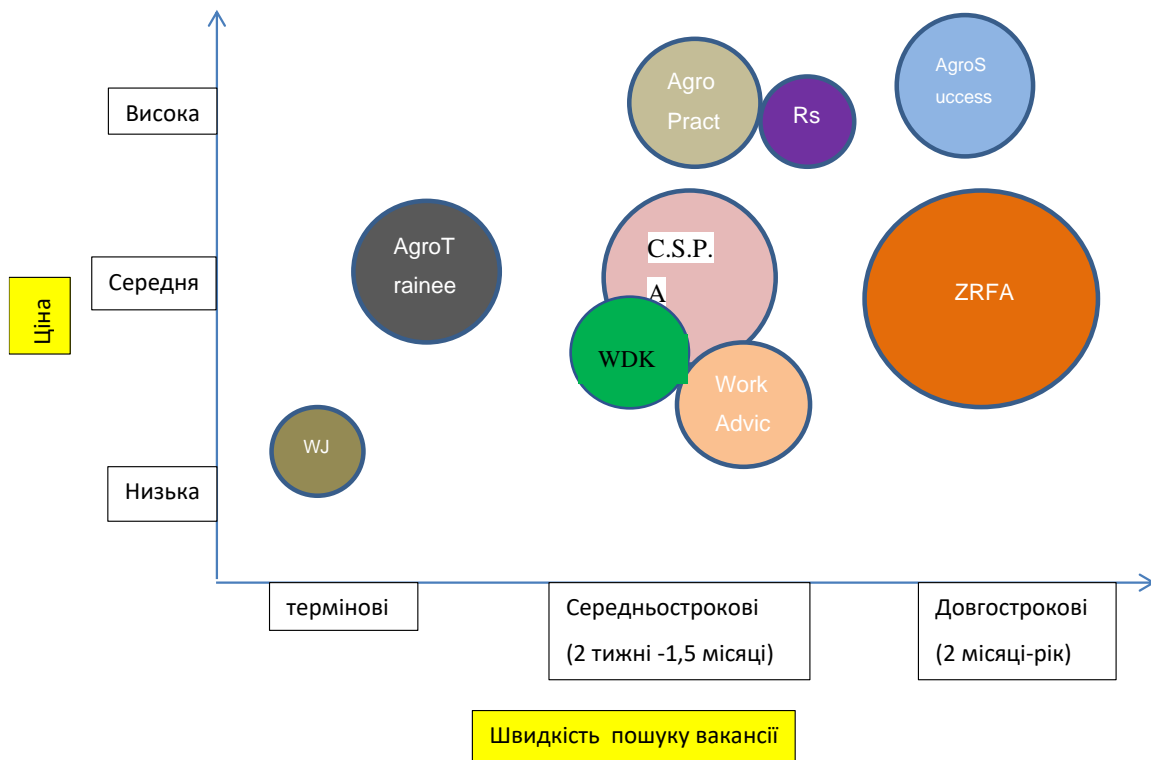 Висока
Середня
Низька
Ціна
Agro
Pract
Rs
AgroS
uccess
AgroT
rainee
C.S.P.
A
ZRFA
WDK
Work
Advic
WJ
термінові
Середньострокові
(2 тижні -1,5 місяці)
Довгострокові
(2 місяці-рік)
Швидкість пошуку вакансії